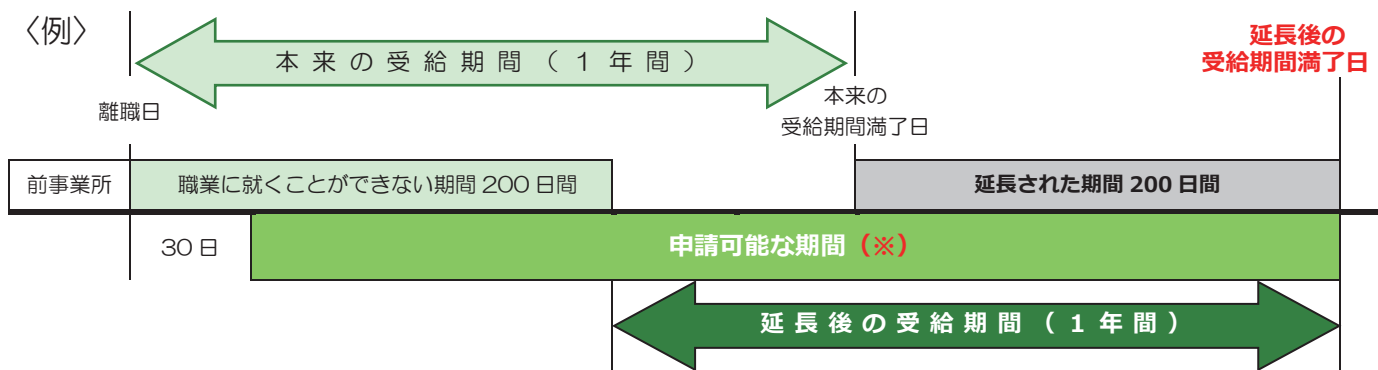 〈例〉
本来の受給期間（１年間）
延長後の
受給期間満了日
離職日
本来の
受給期間満了日
前事業所
職業に就くことができない期間 200 日間
延長された期間 200 日間
30 日
申請可能な期間（※）
延長後の受給期間（１年間）